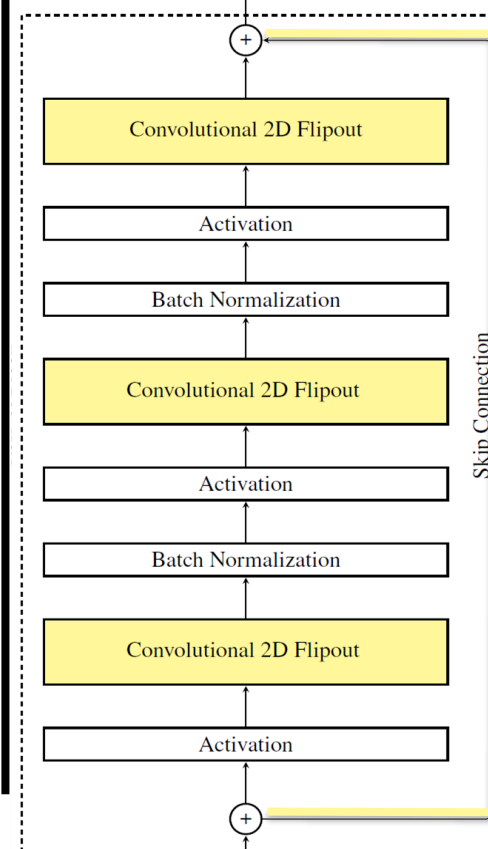 +
Convolutional 2D Flipout
Activation
Batch Normalization
Convolutional 2D Flipout
Skip Connection
Activation
Batch Normalization
Convolutional 2D Flipout
Activation
+